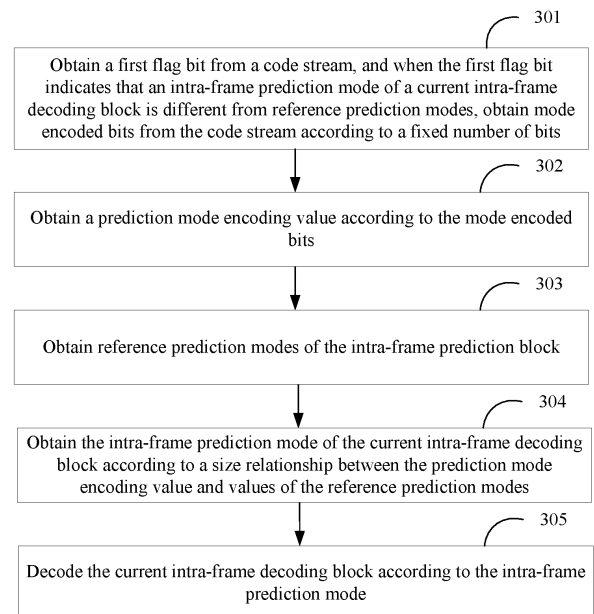 301
Obtain a first flag bit from a code stream, and when the first flag bit
indicates that an intra-frame prediction mode of a current intra-frame
decoding block is different from reference prediction modes, obtain mode
encoded bits from the code stream according to a fixed number of bits
302
Obtain a prediction mode encoding value according to the mode encoded
bits
303
Obtain reference prediction modes of the intra-frame prediction block
304
Obtain the intra-frame prediction mode of the current intra-frame decoding
block according to a size relationship between the prediction mode
encoding value and values of the reference prediction modes
305
Decode the current intra-frame decoding block according to the intra-frame
prediction mode